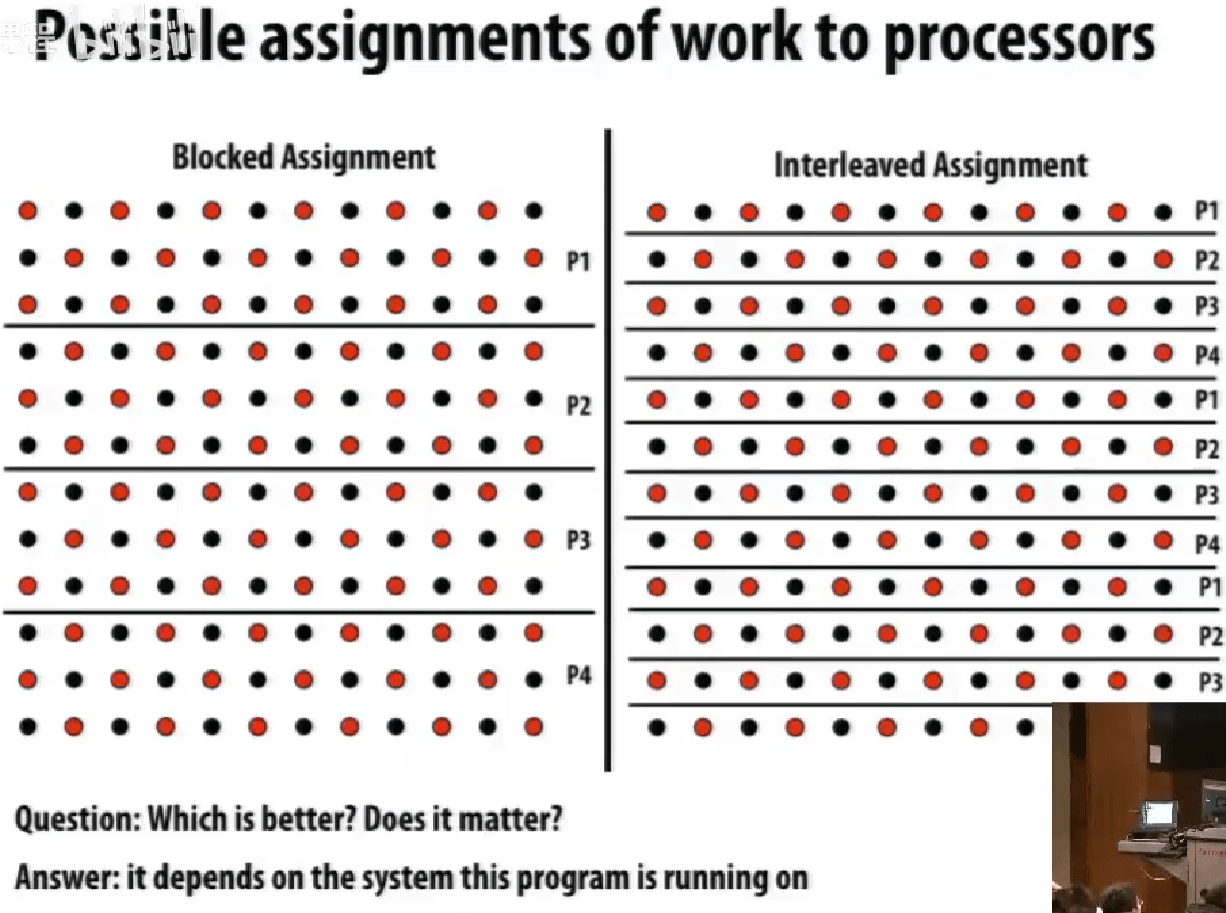 Possible assignments of work to processors
Blocked Assignment
P1
P2
P3
P4
Interleaved Assignment
P1
P2
P3
P4
P1
P2
P3
P4
P1
P2
P3
Question: Which is better? Does it matter?
Answer: it depends on the system this program is running on